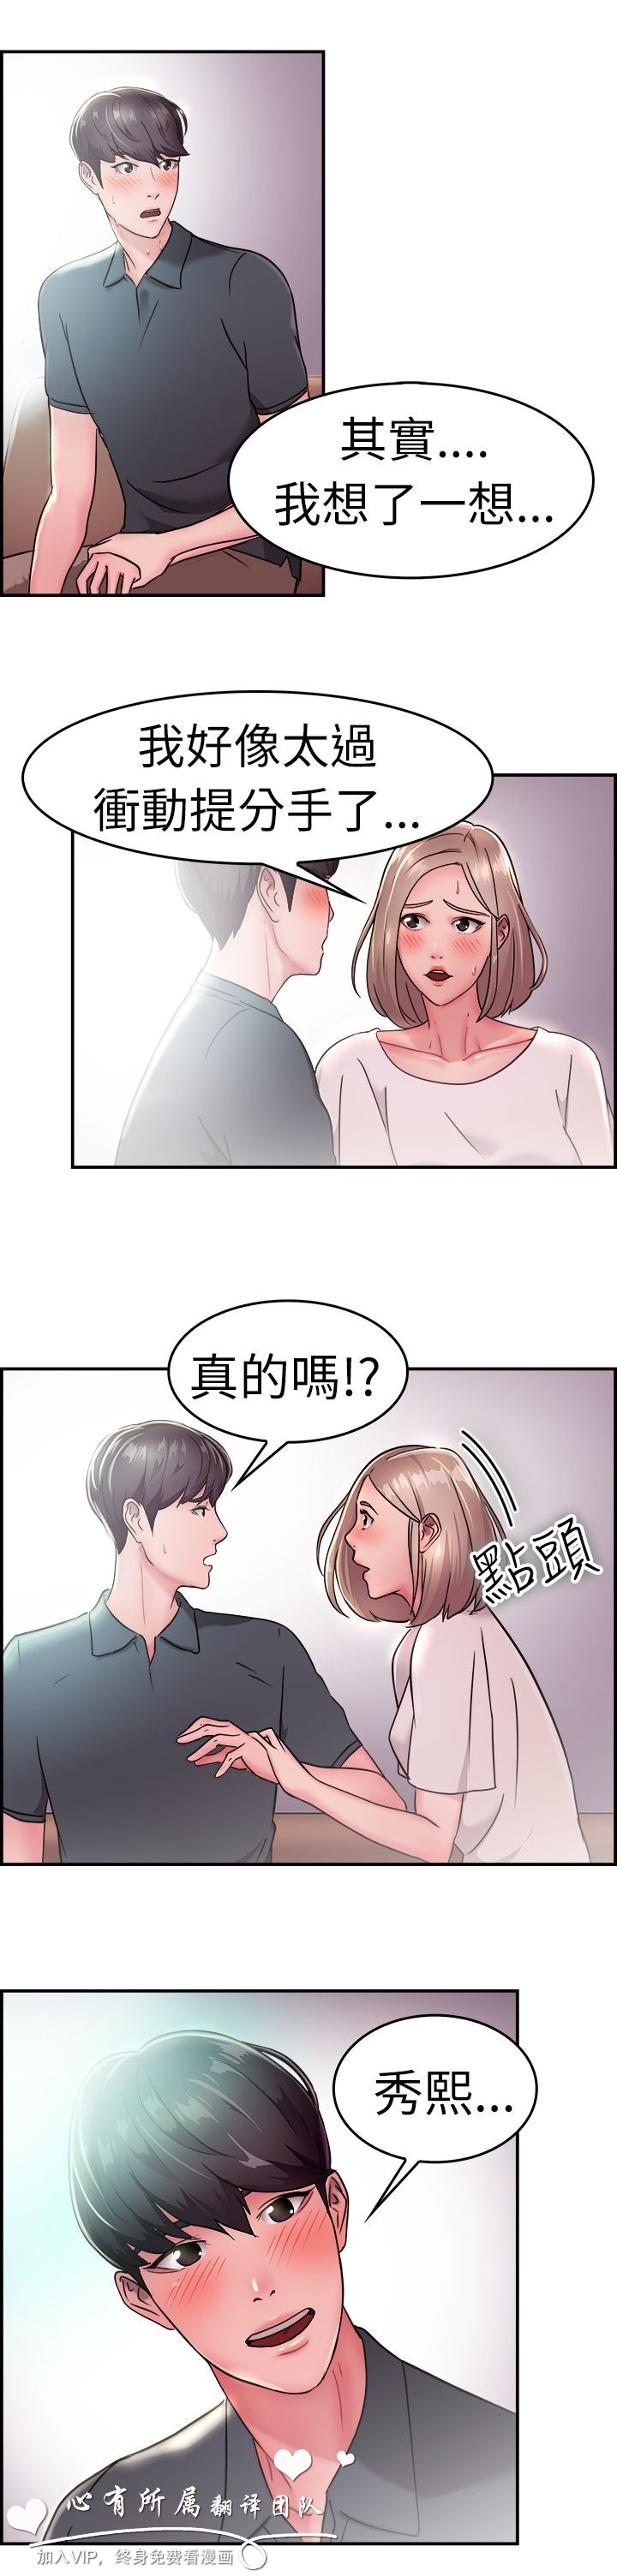 其實....
我想了一想...
我好像太過
衝動提分手了...
真的嗎!?
點頭
秀熙...
心有所属翻译团队
加入VIP，终身免费看漫画